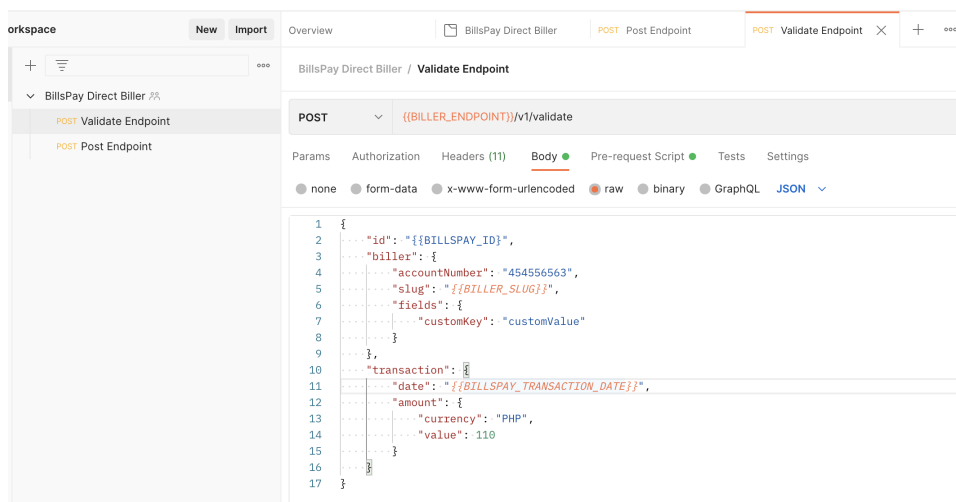 orkspace New Import Overview BillsPay Direct Biller POST Post Endpoint POST Validate Endpoint
BillsPay Direct Biller / Validate Endpoint
BillsPay Direct Biller
POST Validate Endpoint
POST Post Endpoint
POST {{BILLER_ENDPOINT}}/v1/validate
Params Authorization Headers (11) Body Pre-request Script Tests Settings
none form-data x-www-form-urlencoded raw binary GraphQL JSON
1 {
2 "id": "{{BILLSPAY_ID}",
3 "biller": {
4 "accountNumber": "454556563",
5 "slug": "{{BILLER_SLUG}}",
6 "fields": {
7 "customKey": "customValue"
8 }
9 },
10 "transaction": {
11 "date": "{{BILLSPAY_TRANSACTION_DATE}}",
12 "amount": {
13 "currency": "PHP",
14 "value": 110
15 }
16 }
17 }